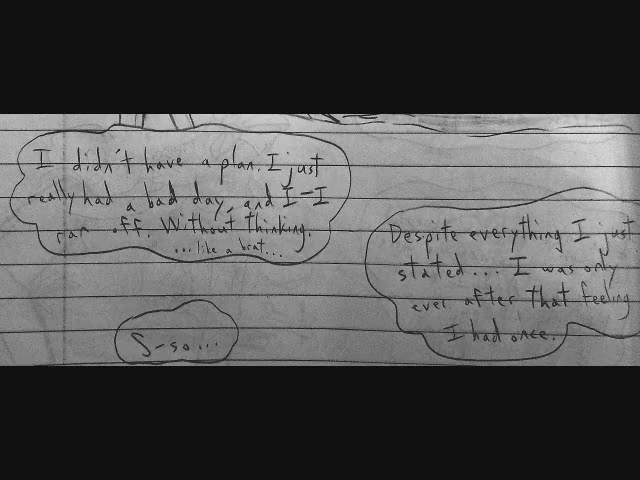 I didn't have a plan. I just
really had a bad day, and I-I
ran off. Without thinking.
...like a brat...
S-so...
Despite everything I just
stated... I was only
ever after that feeling
I had once.